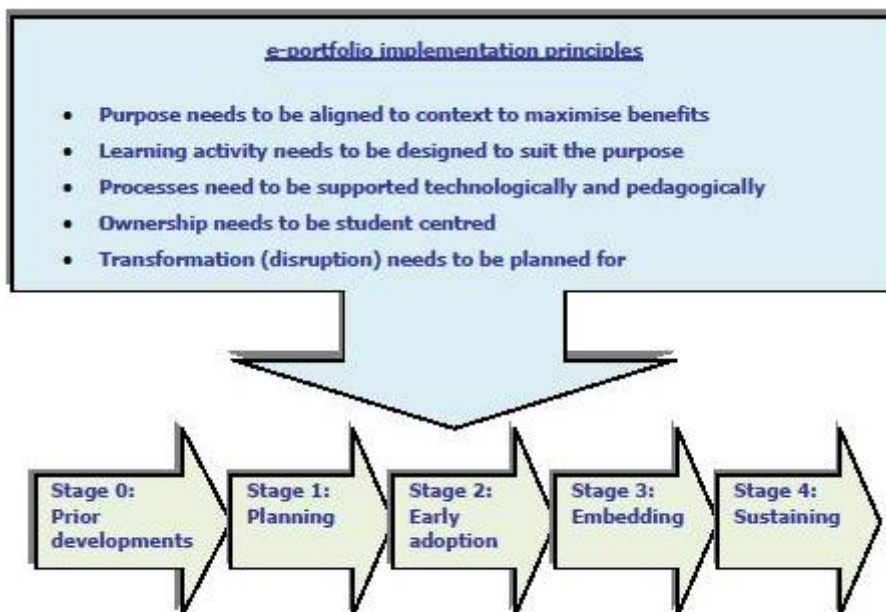 e-portfolio implementation principles
• Purpose needs to be aligned to context to maximise benefits
• Learning activity needs to be designed to suit the purpose
• Processes need to be supported technologically and pedagogically
• Ownership needs to be student centred
• Transformation (disruption) needs to be planned for
Stage 0:
Prior
developments
Stage 1:
Planning
Stage 2:
Early
adoption
Stage 3:
Embedding
Stage 4:
Sustaining